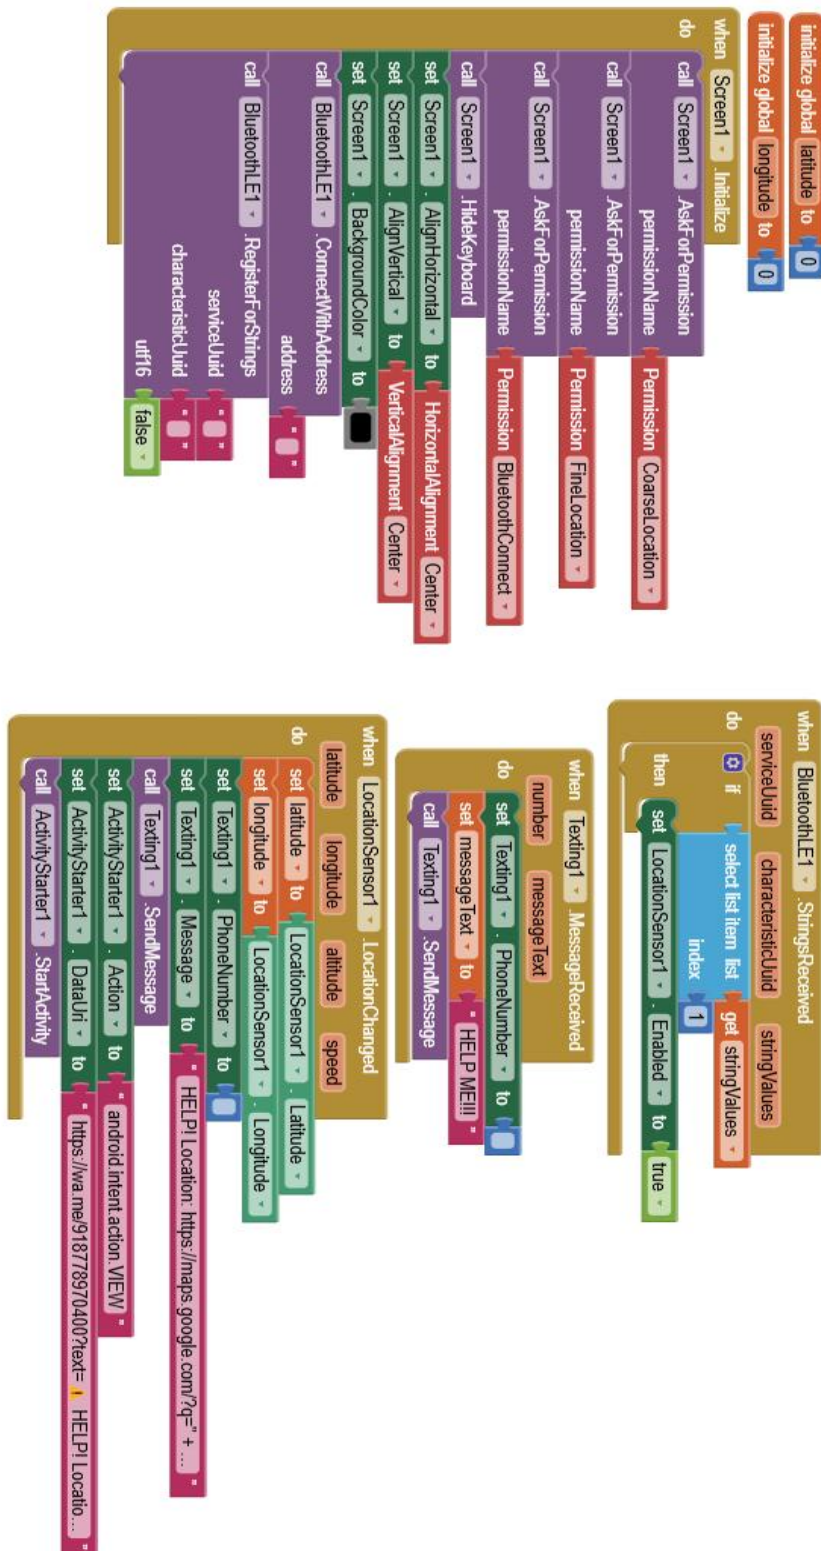 initialize global latitude to 0
initialize global longitude to 0
when Screen1 .Initialize
do call Screen1 .AskForPermission
permissionName Permission CoarseLocation
call Screen1 .AskForPermission
permissionName Permission FineLocation
call Screen1 .AskForPermission
permissionName Permission BluetoothConnect
call Screen1 .HideKeyboard
set Screen1 . AlignHorizontal to HorizontalAlignment Center
set Screen1 . AlignVertical to VerticalAlignment Center
set Screen1 . BackgroundColor to
call BluetoothLE1 .ConnectWithAddress
address " "
call BluetoothLE1 .RegisterForStrings
serviceUuid " "
characteristicUuid " "
utf16 false
when BluetoothLE1 .StringsReceived
serviceUuid characteristicUuid stringValues
do if select list item list get stringValues
index 1
then set LocationSensor1 . Enabled to true
when Texting1 .MessageReceived
number messageText
do set Texting1 . PhoneNumber to
set messageText to " HELP ME!!! "
call Texting1 .SendMessage
when LocationSensor1 .LocationChanged
latitude longitude altitude speed
do set latitude to LocationSensor1 . Latitude
set longitude to LocationSensor1 . Longitude
set Texting1 . PhoneNumber to
set Texting1 . Message to " HELP! Location: https://maps.google.com/?q=" + ... "
call Texting1 .SendMessage
set ActivityStarter1 . Action to " android.intent.action.VIEW "
set ActivityStarter1 . DataUri to " https://wa.me/918778970400?text=⚠️ HELP! Locatio... "
call ActivityStarter1 .StartActivity